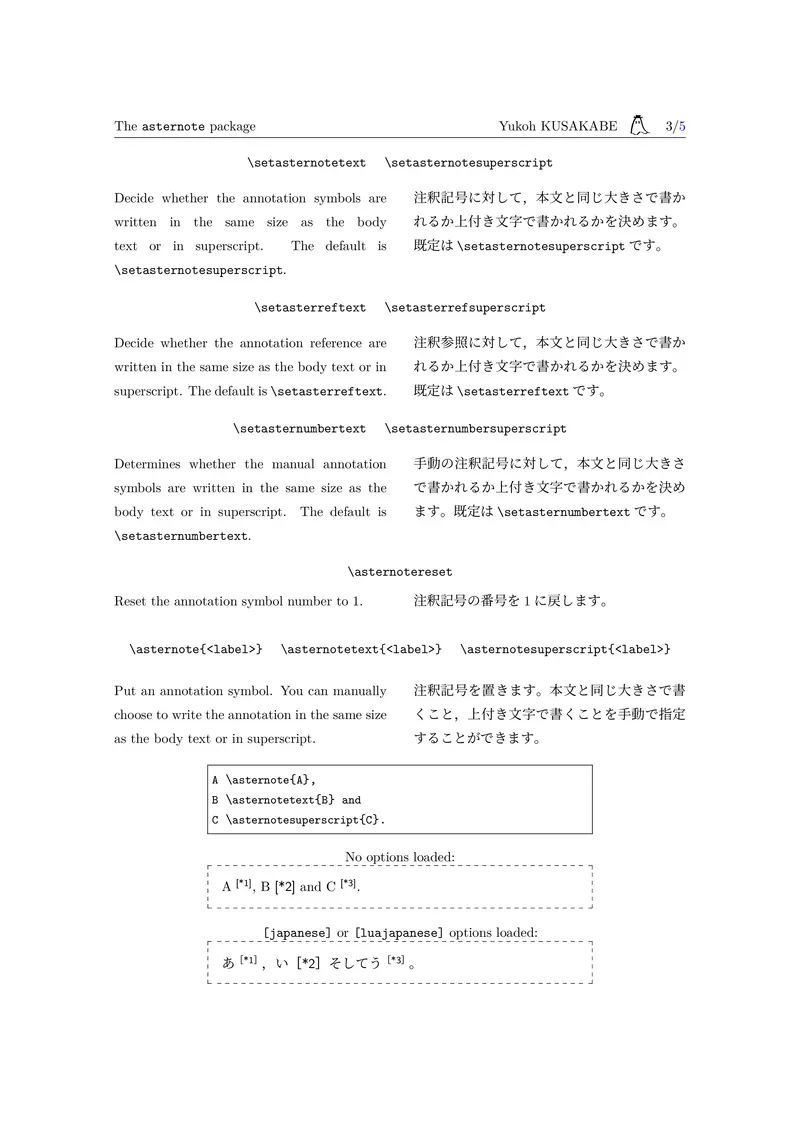 The asternote package Yukoh KUSAKABE 3/5
\setasternotetext \setasternotesuperscript
Decide whether the annotation symbols are
written in the same size as the body
text or in superscript. The default is
\setasternotesuperscript.
注釈記号に対して，本文と同じ大きさで書か
れるか上付き文字で書かれるかを決めます。
既定は \setasternotesuperscript です。
\setasterreftext \setasterrefsuperscript
Decide whether the annotation reference are
written in the same size as the body text or in
superscript. The default is \setasterreftext.
注釈参照に対して，本文と同じ大きさで書か
れるか上付き文字で書かれるかを決めます。
既定は \setasterreftext です。
\setasternumbertext \setasternumbersuperscript
Determines whether the manual annotation
symbols are written in the same size as the
body text or in superscript. The default is
\setasternumbertext.
手動の注釈記号に対して，本文と同じ大きさ
で書かれるか上付き文字で書かれるかを決め
ます。既定は \setasternumbertext です。
\asternotereset
Reset the annotation symbol number to 1.
注釈記号の番号を 1 に戻します。
\asternote{<label>} \asternotetext{<label>} \asternotesuperscript{<label>}
Put an annotation symbol. You can manually
choose to write the annotation in the same size
as the body text or in superscript.
注釈記号を置きます。本文と同じ大きさで書
くこと，上付き文字で書くことを手動で指定
することができます。
A \asternote{A},
B \asternotetext{B} and
C \asternotesuperscript{C}.
No options loaded:
A [*1], B [*2] and C [*3].
[japanese] or [luajapanese] options loaded:
あ [*1] ，い [*2] そしてう [*3] 。